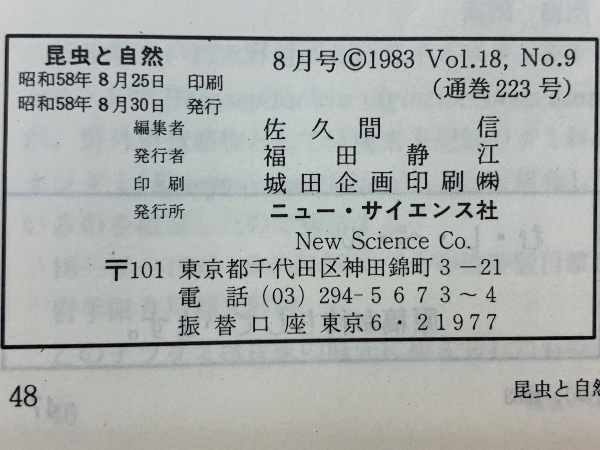 昆虫と自然 8月号©1983 Vol.18, No.9
昭和58年8月25日 印刷 (通巻223号)
昭和58年8月30日 発行
編集者 佐久間 信
発行者 福田静江
印刷 城田企画印刷㈱
発行所 ニュー・サイエンス社
New Science Co.
〒101 東京都千代田区神田錦町3-21
電話 (03) 294-5673~4
振替口座 東京6・21977
48 昆虫と自然